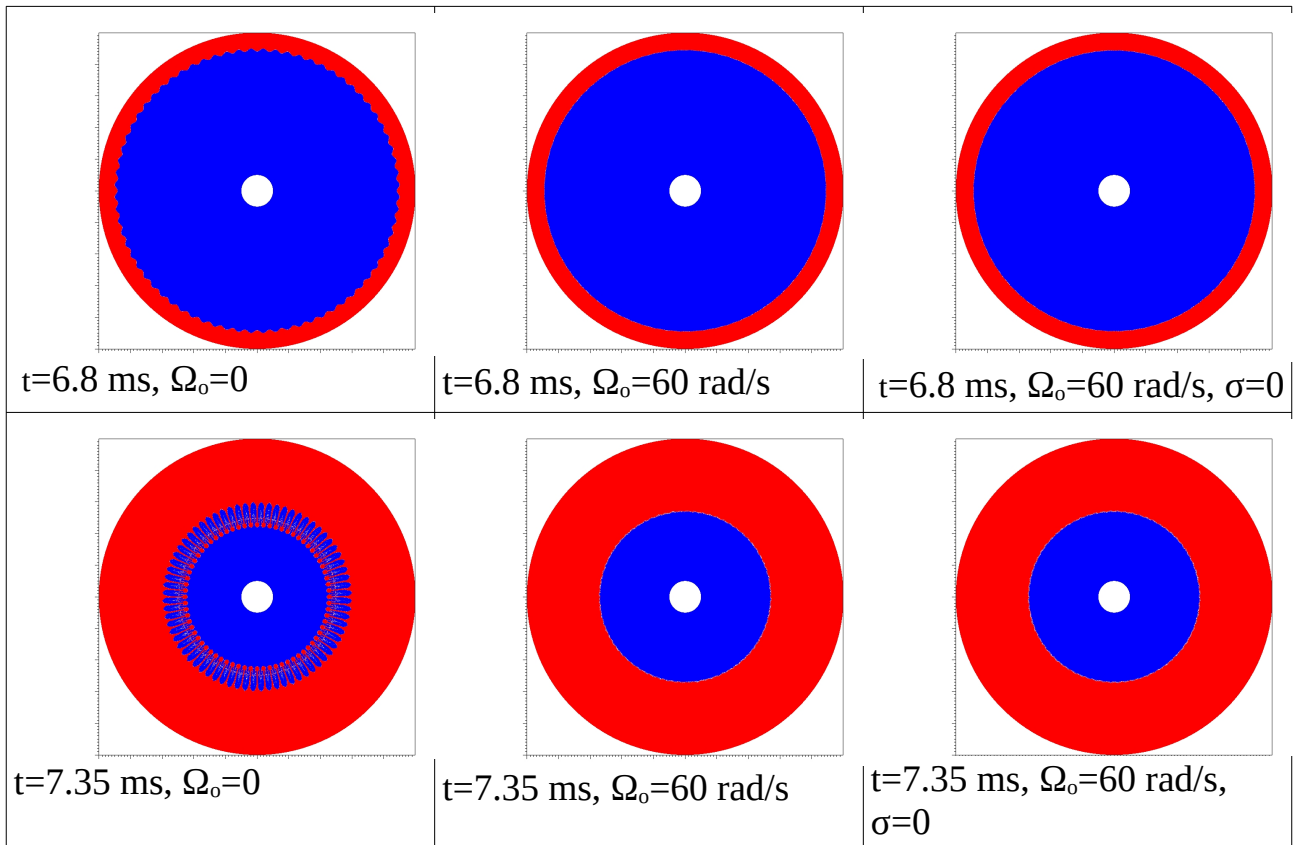 t=6.8 ms, Ωₒ=0
t=6.8 ms, Ωₒ=60 rad/s
t=6.8 ms, Ωₒ=60 rad/s, σ=0
t=7.35 ms, Ωₒ=0
t=7.35 ms, Ωₒ=60 rad/s
t=7.35 ms, Ωₒ=60 rad/s,
σ=0